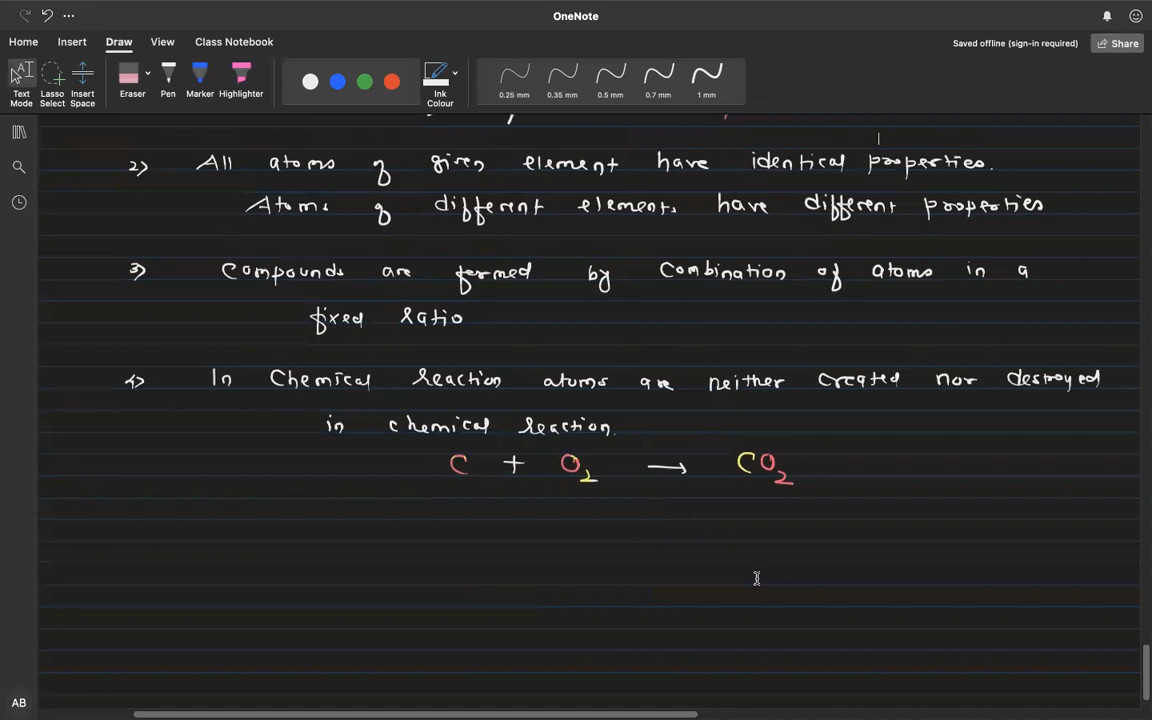 OneNote
Home Insert Draw View Class Notebook
Saved offline (sign-in required) Share
Text Mode
Lasso Select
Insert Space
Eraser
Pen
Marker
Highlighter
Ink Colour
0.25 mm 0.35 mm 0.5 mm 0.7 mm 1 mm
2) All atoms of given element have identical properties.
Atoms of different elements have different properties
3) Compounds are formed by combination of atoms in a
fixed ratio
4) In Chemical reaction atoms are neither created nor destroyed
in chemical reaction.
C + O₂ → CO₂
AB